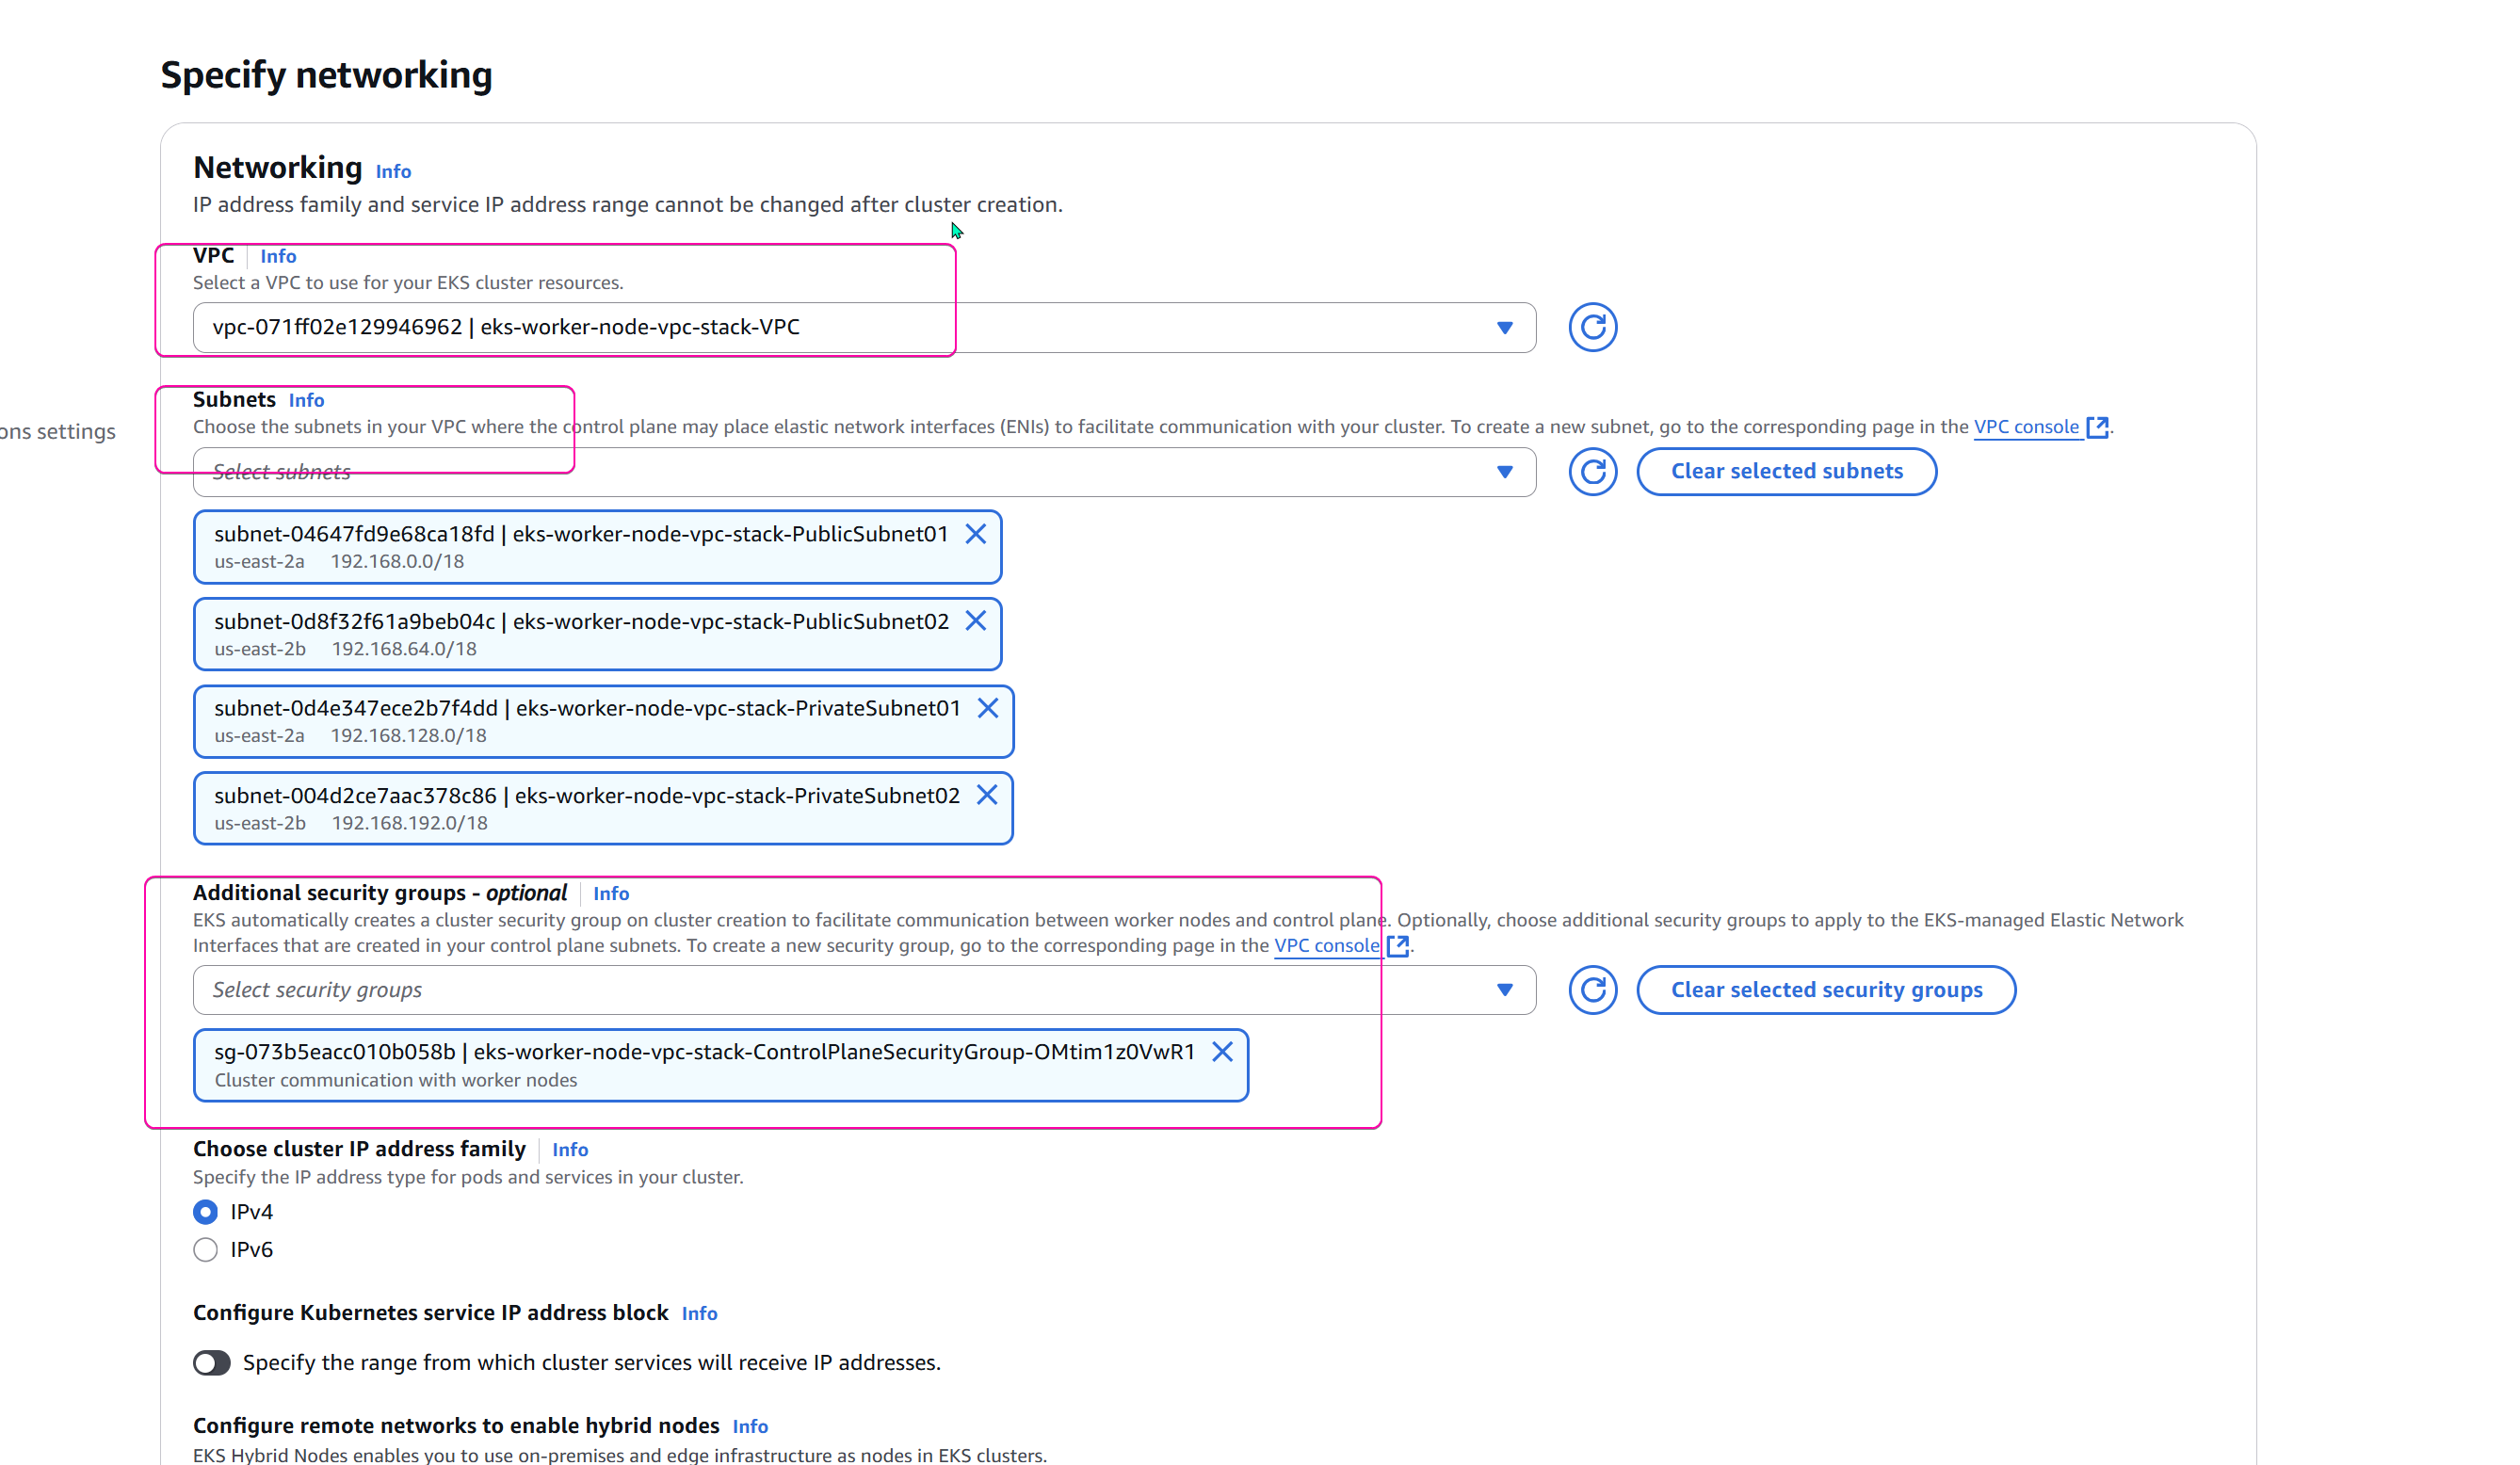 Specify networking
Networking Info
IP address family and service IP address range cannot be changed after cluster creation.
VPC Info
Select a VPC to use for your EKS cluster resources.
vpc-071ff02e129946962 | eks-worker-node-vpc-stack-VPC
Subnets Info
Choose the subnets in your VPC where the control plane may place elastic network interfaces (ENIs) to facilitate communication with your cluster. To create a new subnet, go to the corresponding page in the VPC console.
ons settings
Select subnets
Clear selected subnets
subnet-04647fd9e68ca18fd | eks-worker-node-vpc-stack-PublicSubnet01
us-east-2a 192.168.0.0/18
subnet-0d8f32f61a9beb04c | eks-worker-node-vpc-stack-PublicSubnet02
us-east-2b 192.168.64.0/18
subnet-0d4e347ece2b7f4dd | eks-worker-node-vpc-stack-PrivateSubnet01
us-east-2a 192.168.128.0/18
subnet-004d2ce7aac378c86 | eks-worker-node-vpc-stack-PrivateSubnet02
us-east-2b 192.168.192.0/18
Additional security groups - optional Info
EKS automatically creates a cluster security group on cluster creation to facilitate communication between worker nodes and control plane. Optionally, choose additional security groups to apply to the EKS-managed Elastic Network
Interfaces that are created in your control plane subnets. To create a new security group, go to the corresponding page in the VPC console.
Select security groups
Clear selected security groups
sg-073b5eacc010b058b | eks-worker-node-vpc-stack-ControlPlaneSecurityGroup-OMtim1z0VwR1
Cluster communication with worker nodes
Choose cluster IP address family Info
Specify the IP address type for pods and services in your cluster.
IPv4
IPv6
Configure Kubernetes service IP address block Info
Specify the range from which cluster services will receive IP addresses.
Configure remote networks to enable hybrid nodes Info
EKS Hybrid Nodes enables you to use on-premises and edge infrastructure as nodes in EKS clusters.